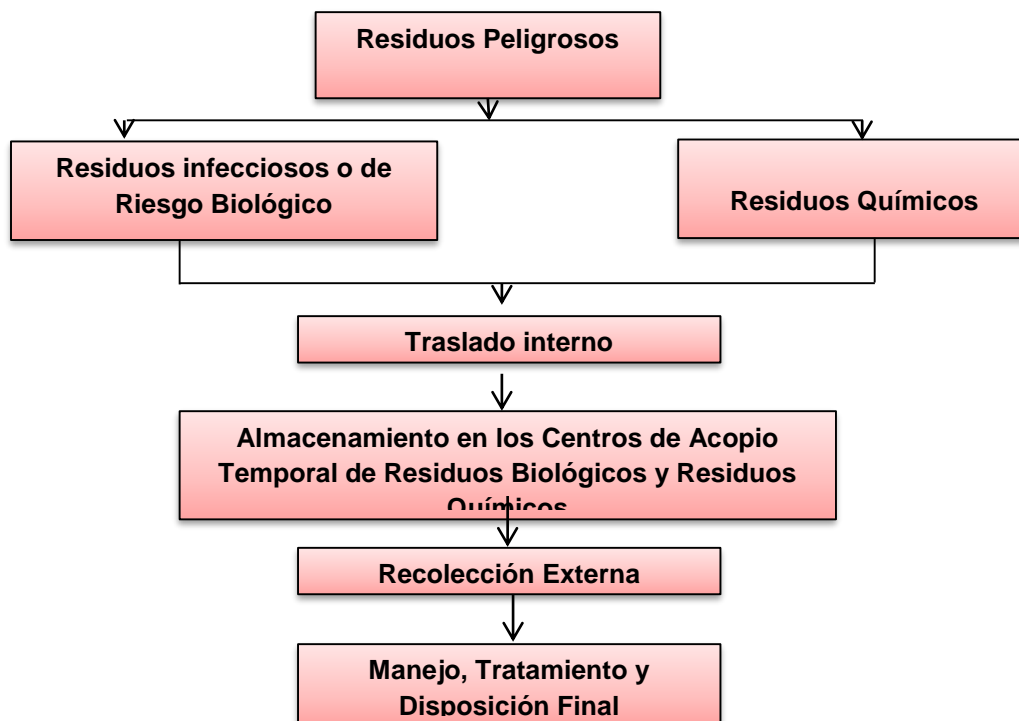 Residuos Peligrosos
Residuos infecciosos o de
Riesgo Biológico
Residuos Químicos
Traslado interno
Almacenamiento en los Centros de Acopio
Temporal de Residuos Biológicos y Residuos
Químicos
Recolección Externa
Manejo, Tratamiento y
Disposición Final